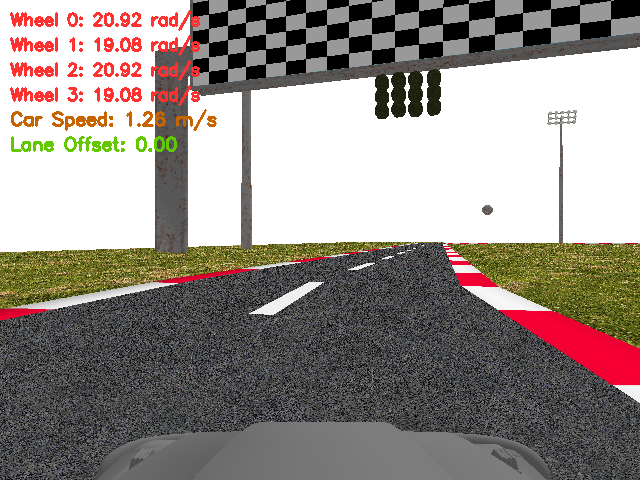 Wheel 0: 20.92 rad/s
Wheel 1: 19.08 rad/s
Wheel 2: 20.92 rad/s
Wheel 3: 19.08 rad/s
Car Speed: 1.26 m/s
Lane Offset: 0.00